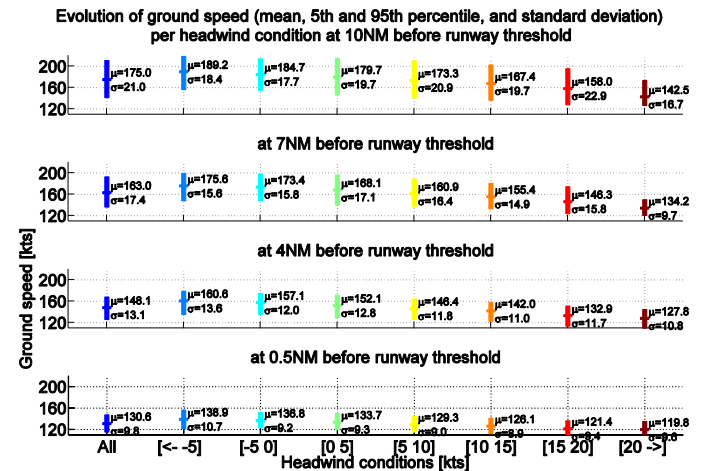 Evolution of ground speed (mean, 5th and 95th percentile, and standard deviation)
per headwind condition at 10NM before runway threshold
200
160
120
μ=175.0
σ=21.0
μ=189.2
σ=18.4
μ=184.7
σ=17.7
μ=179.7
σ=19.7
μ=173.3
σ=20.9
μ=167.4
σ=19.7
μ=158.0
σ=22.9
μ=142.5
σ=16.7
at 7NM before runway threshold
200
160
120
μ=163.0
σ=17.4
μ=175.6
σ=15.6
μ=173.4
σ=15.8
μ=168.1
σ=17.1
μ=160.9
σ=16.4
μ=155.4
σ=14.9
μ=146.3
σ=15.8
μ=134.2
σ=9.7
Ground speed [kts]
at 4NM before runway threshold
200
160
120
μ=148.1
σ=13.1
μ=160.6
σ=13.6
μ=157.1
σ=12.0
μ=152.1
σ=12.8
μ=146.4
σ=11.8
μ=142.0
σ=11.0
μ=132.9
σ=11.7
μ=127.8
σ=10.8
at 0.5NM before runway threshold
200
160
120
μ=130.6
σ=9.8
μ=138.9
σ=10.7
μ=136.8
σ=9.2
μ=133.7
σ=9.3
μ=129.3
σ=9.0
μ=126.1
σ=8.9
μ=121.4
σ=8.4
μ=119.8
σ=9.6
All
[<- -5]
[-5 0]
[0 5]
[5 10]
[10 15]
[15 20]
[20 ->]
Headwind conditions [kts]